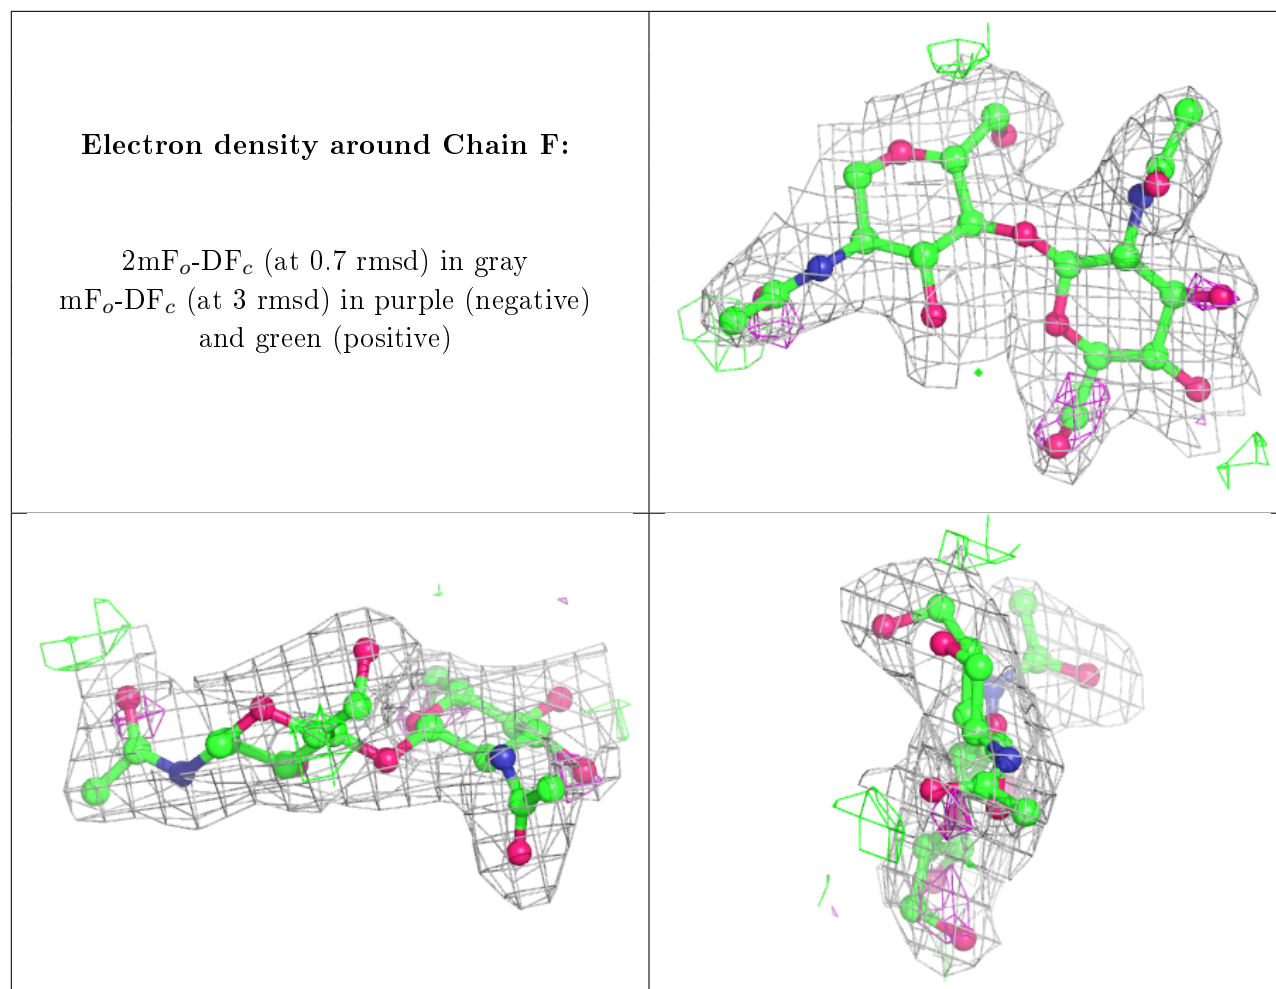 Electron density around Chain F:
2mFo-DFc (at 0.7 rmsd) in gray
mFo-DFc (at 3 rmsd) in purple (negative)
and green (positive)